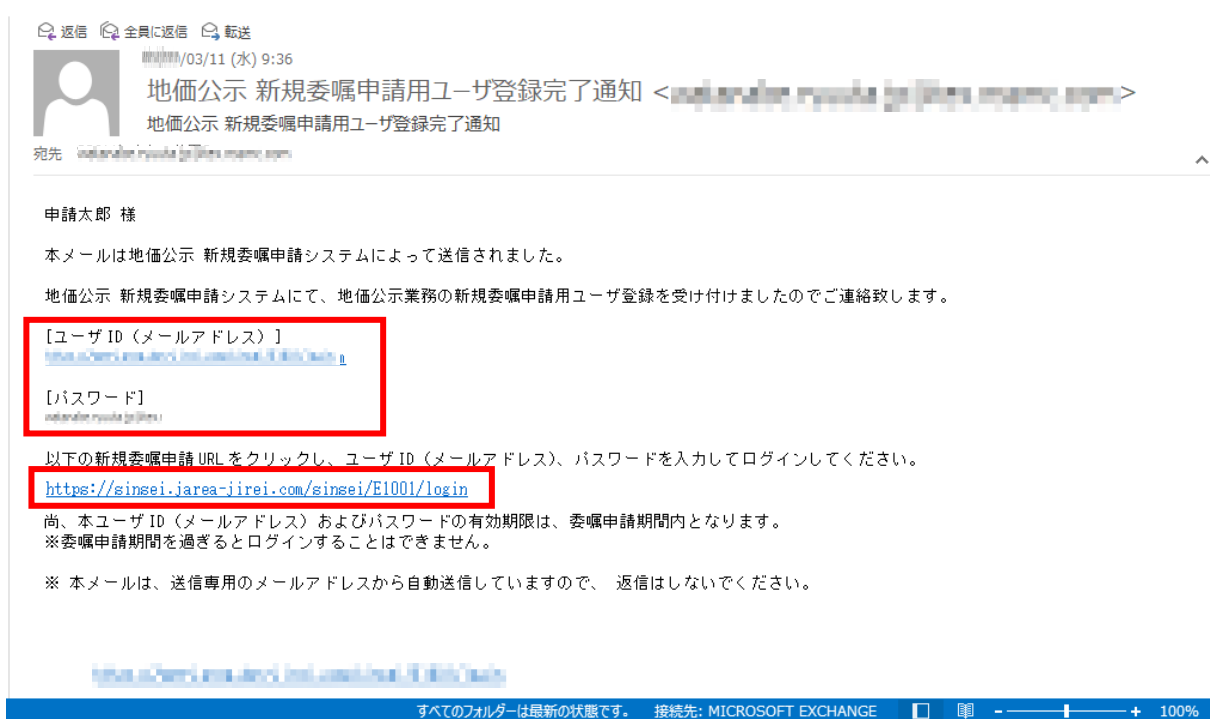 返信 全員に返信 転送
/03/11 (水) 9:36
地価公示 新規委嘱申請用ユーザ登録完了通知 < >
地価公示 新規委嘱申請用ユーザ登録完了通知
宛先
申請太郎 様
本メールは地価公示 新規委嘱申請システムによって送信されました。
地価公示 新規委嘱申請システムにて、地価公示業務の新規委嘱申請用ユーザ登録を受け付けましたのでご連絡致します。
[ユーザ ID（メールアドレス）]
[パスワード]
以下の新規委嘱申請 URL をクリックし、ユーザ ID（メールアドレス）、パスワードを入力してログインしてください。
https://sinsei.jarea-jirei.com/sinsei/E1001/login
尚、本ユーザ ID（メールアドレス）およびパスワードの有効期限は、委嘱申請期間内となります。
※委嘱申請期間を過ぎるとログインすることはできません。
※ 本メールは、送信専用のメールアドレスから自動送信していますので、 返信はしないでください。
すべてのフォルダーは最新の状態です。 接続先: MICROSOFT EXCHANGE - + 100%